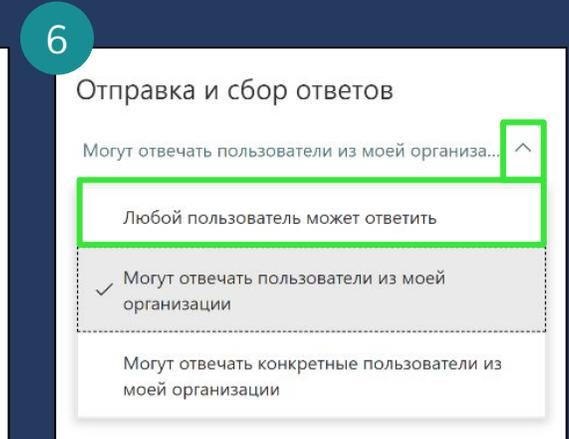 6
Отправка и сбор ответов
Могут отвечать пользователи из моей организа...
Любой пользователь может ответить
Могут отвечать пользователи из моей
организации
Могут отвечать конкретные пользователи из
моей организации